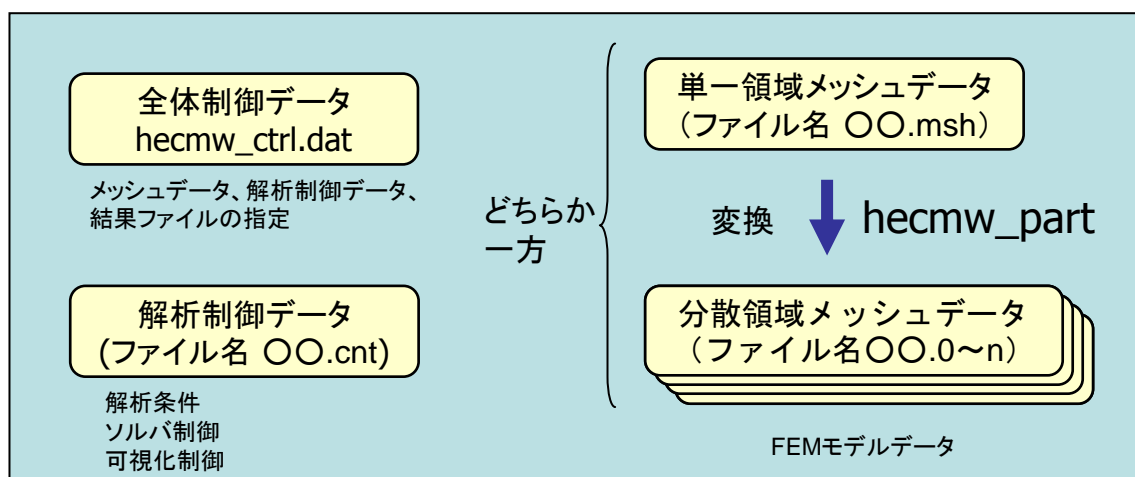 全体制御データ
hecmw_ctrl.dat
メッシュデータ、解析制御データ、
結果ファイルの指定
解析制御データ
(ファイル名 〇〇.cnt)
解析条件
ソルバ制御
可視化制御
どちらか
一方
単一領域メッシュデータ
（ファイル名 〇〇.msh）
変換
hecmw_part
分散領域メッシュデータ
（ファイル名〇〇.0～n）
FEMモデルデータ